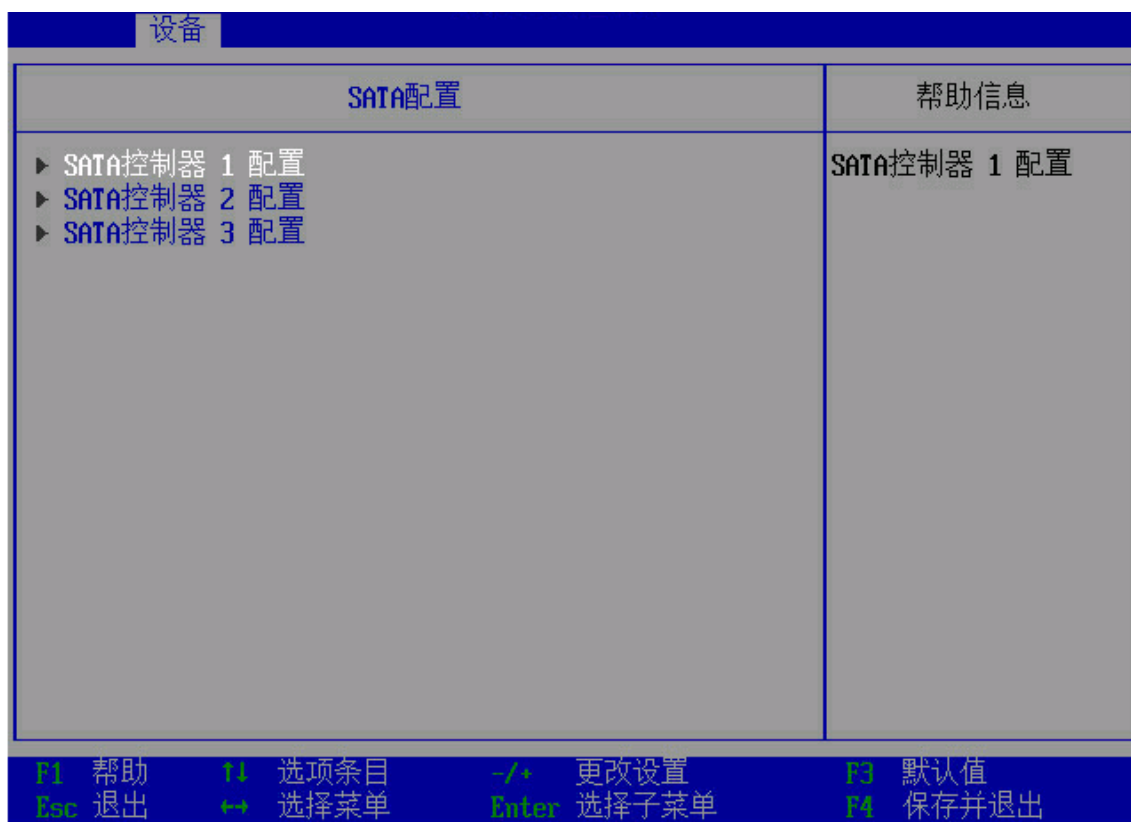 设备
SATA配置
帮助信息
▶ SATA控制器 1 配置
SATA控制器 1 配置
▶ SATA控制器 2 配置
▶ SATA控制器 3 配置
F1 帮助 ↑↓ 选项条目 -/+ 更改设置 F3 默认值
Esc 退出 ←→ 选择菜单 Enter 选择子菜单 F4 保存并退出